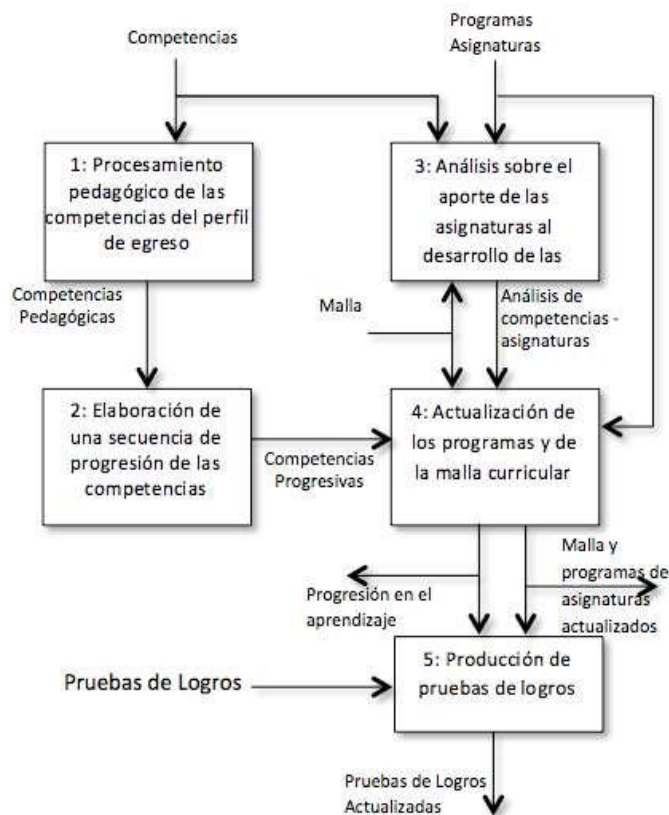 Competencias
Programas
Asignaturas
1: Procesamiento
pedagógico de las
competencias del perfil
de egreso
3: Análisis sobre el
aporte de las
asignaturas al
desarrollo de las
Competencias
Pedagógicas
Malla
Análisis de
competencias -
asignaturas
2: Elaboración de
una secuencia de
progresión de las
competencias
Competencias
Progresivas
4: Actualización de
los programas y de
la malla curricular
Progresión en el
aprendizaje
Malla y
programas de
asignaturas
actualizados
Pruebas de Logros
5: Producción de
pruebas de logros
Pruebas de Logros
Actualizadas